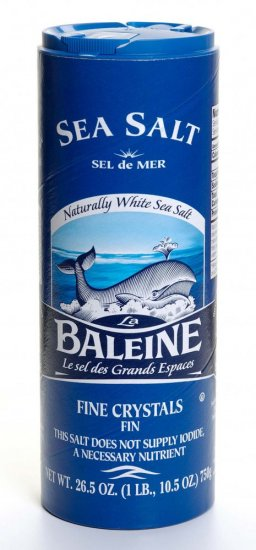 SEA SALT
SEL de MER
Naturally White Sea Salt
La
BALEINE
Le sel des Grands Espaces
FINE CRYSTALS
FIN
THIS SALT DOES NOT SUPPLY IODIDE,
A NECESSARY NUTRIENT
NET WT. 26.5 OZ. (1 LB., 10.5 OZ.) 750g